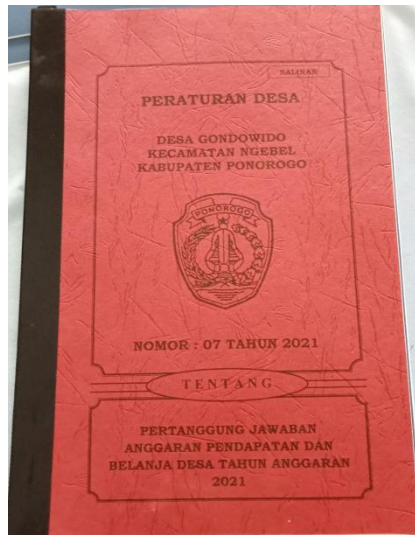 SALINAN
PERATURAN DESA
DESA GONDOWIDO
KECAMATAN NGEBEL
KABUPATEN PONOROGO
PONOROGO
NOMOR : 07 TAHUN 2021
TENTANG
PERTANGGUNG JAWABAN
ANGGARAN PENDAPATAN DAN
BELANJA DESA TAHUN ANGGARAN
2021